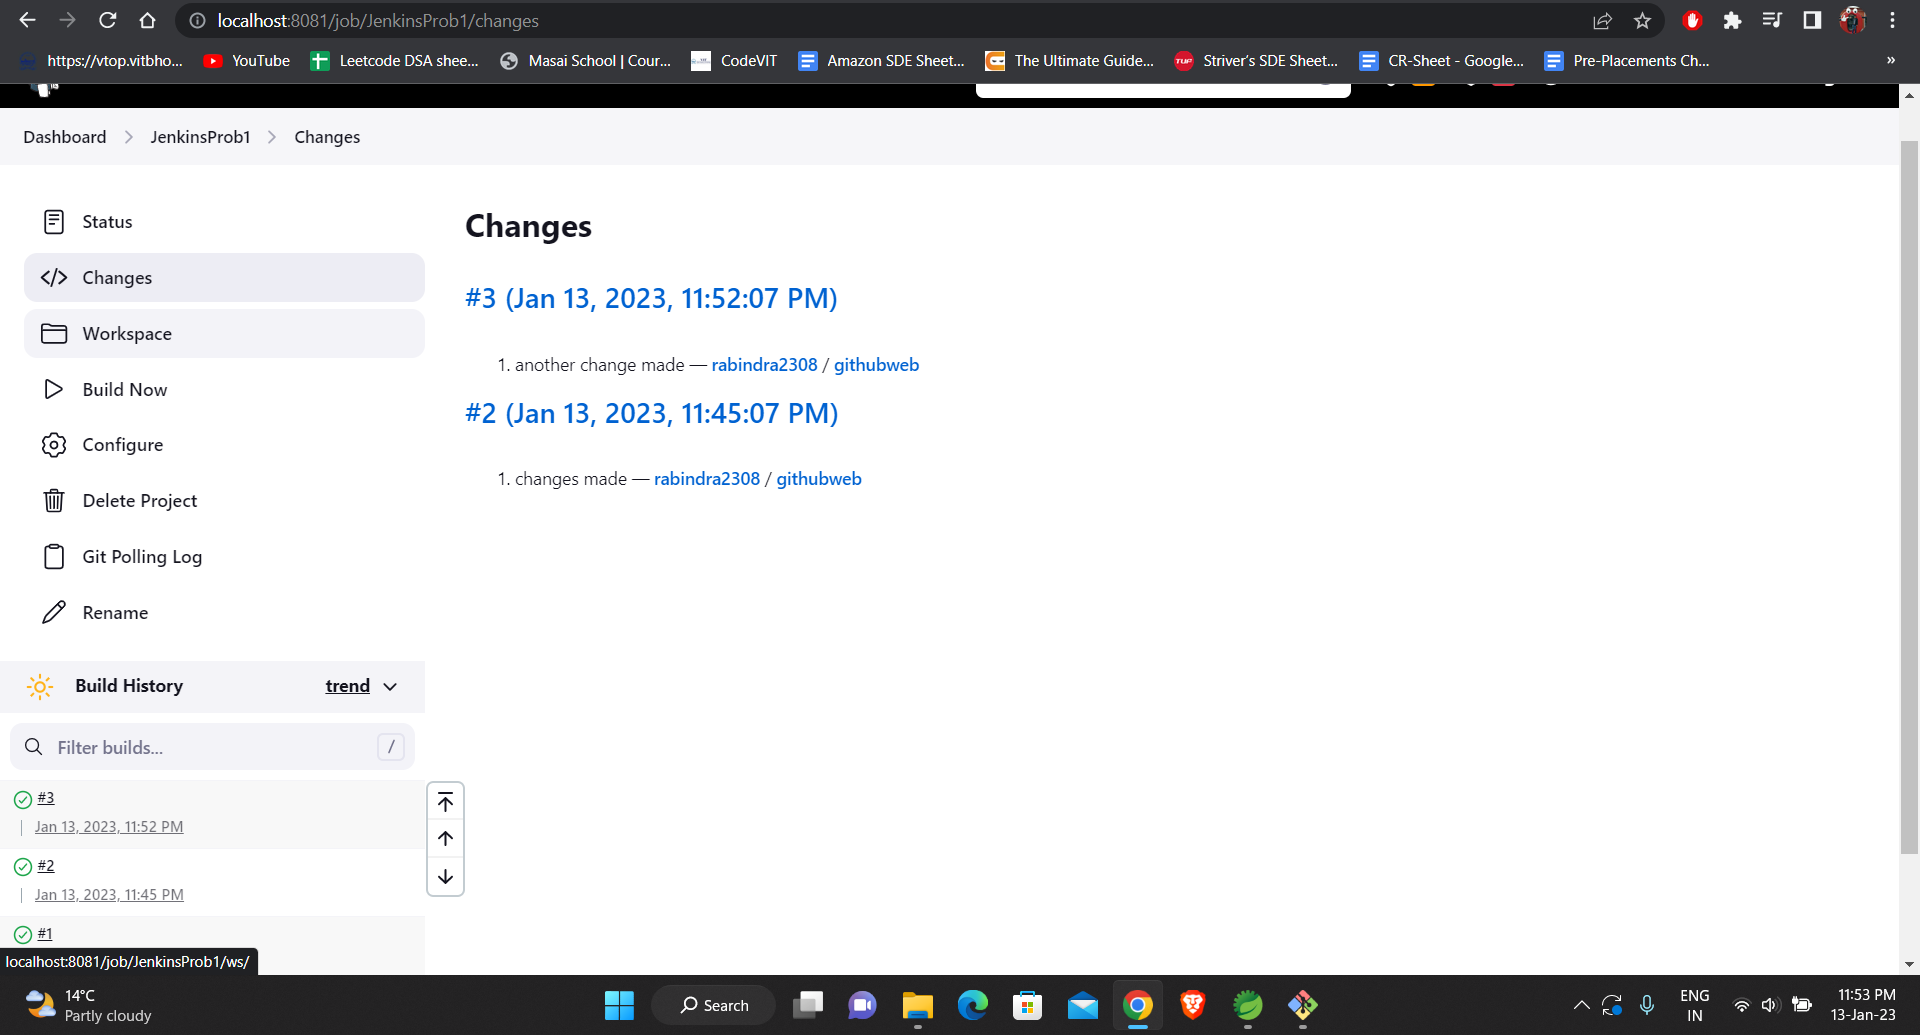 localhost:8081/job/JenkinsProb1/changes
https://vtop.vitbho... YouTube Leetcode DSA shee... Masai School | Cour... CodeVIT Amazon SDE Sheet... The Ultimate Guide... TUF Striver's SDE Sheet... CR-Sheet - Google... Pre-Placements Ch... »
Dashboard > JenkinsProb1 > Changes
Status
Changes
Workspace
Build Now
Configure
Delete Project
Git Polling Log
Rename
Build History trend
Filter builds... /
#3
Jan 13, 2023, 11:52 PM
#2
Jan 13, 2023, 11:45 PM
#1
Changes
#3 (Jan 13, 2023, 11:52:07 PM)
1. another change made — rabindra2308 / githubweb
#2 (Jan 13, 2023, 11:45:07 PM)
1. changes made — rabindra2308 / githubweb
localhost:8081/job/JenkinsProb1/ws/
14°C
Partly cloudy
Search
ENG
IN
11:53 PM
13-Jan-23